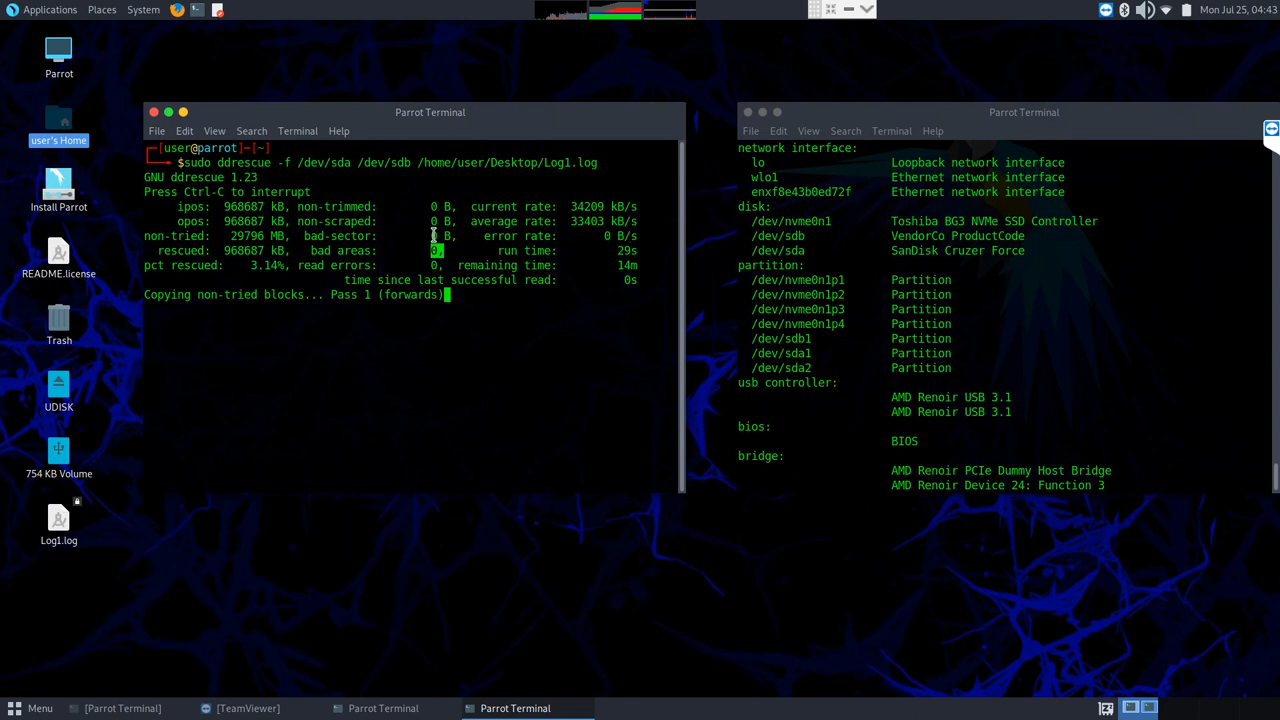 Applications Places System
Mon Jul 25, 04:43
Parrot
user's Home
Install Parrot
README.license
Trash
UDISK
754 KB Volume
Log1.log
Parrot Terminal
File Edit View Search Terminal Help
┌─[user@parrot]─[~]
└──╼ $sudo ddrescue -f /dev/sda /dev/sdb /home/user/Desktop/Log1.log
GNU ddrescue 1.23
Press Ctrl-C to interrupt
ipos: 968687 kB, non-trimmed: 0 B, current rate: 34209 kB/s
opos: 968687 kB, non-scraped: 0 B, average rate: 33403 kB/s
non-tried: 29796 MB, bad-sector: 0 B, error rate: 0 B/s
rescued: 968687 kB, bad areas: 0, run time: 29s
pct rescued: 3.14%, read errors: 0, remaining time: 14m
time since last successful read: 0s
Copying non-tried blocks... Pass 1 (forwards)
Parrot Terminal
File Edit View Search Terminal Help
network interface:
lo Loopback network interface
wlo1 Ethernet network interface
enxf8e43b0ed72f Ethernet network interface
disk:
/dev/nvme0n1 Toshiba BG3 NVMe SSD Controller
/dev/sdb VendorCo ProductCode
/dev/sda SanDisk Cruzer Force
partition:
/dev/nvme0n1p1 Partition
/dev/nvme0n1p2 Partition
/dev/nvme0n1p3 Partition
/dev/nvme0n1p4 Partition
/dev/sdb1 Partition
/dev/sda1 Partition
/dev/sda2 Partition
usb controller:
AMD Renoir USB 3.1
AMD Renoir USB 3.1
bios:
BIOS
bridge:
AMD Renoir PCIe Dummy Host Bridge
AMD Renoir Device 24: Function 3
Menu [Parrot Terminal] [TeamViewer] Parrot Terminal Parrot Terminal